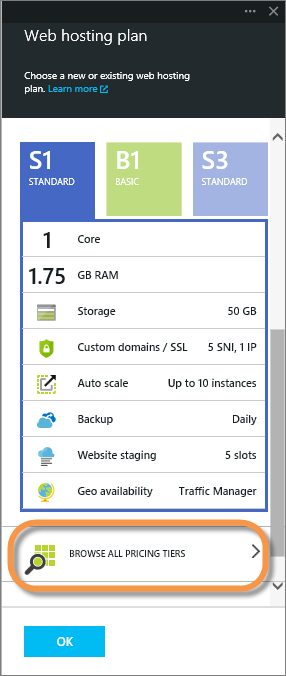 Web hosting plan
Choose a new or existing web hosting
plan. Learn more
S1 B1 S3
STANDARD BASIC STANDARD
1 Core
1.75 GB RAM
Storage 50 GB
Custom domains / SSL 5 SNI, 1 IP
Auto scale Up to 10 instances
Backup Daily
Website staging 5 slots
Geo availability Traffic Manager
BROWSE ALL PRICING TIERS
OK